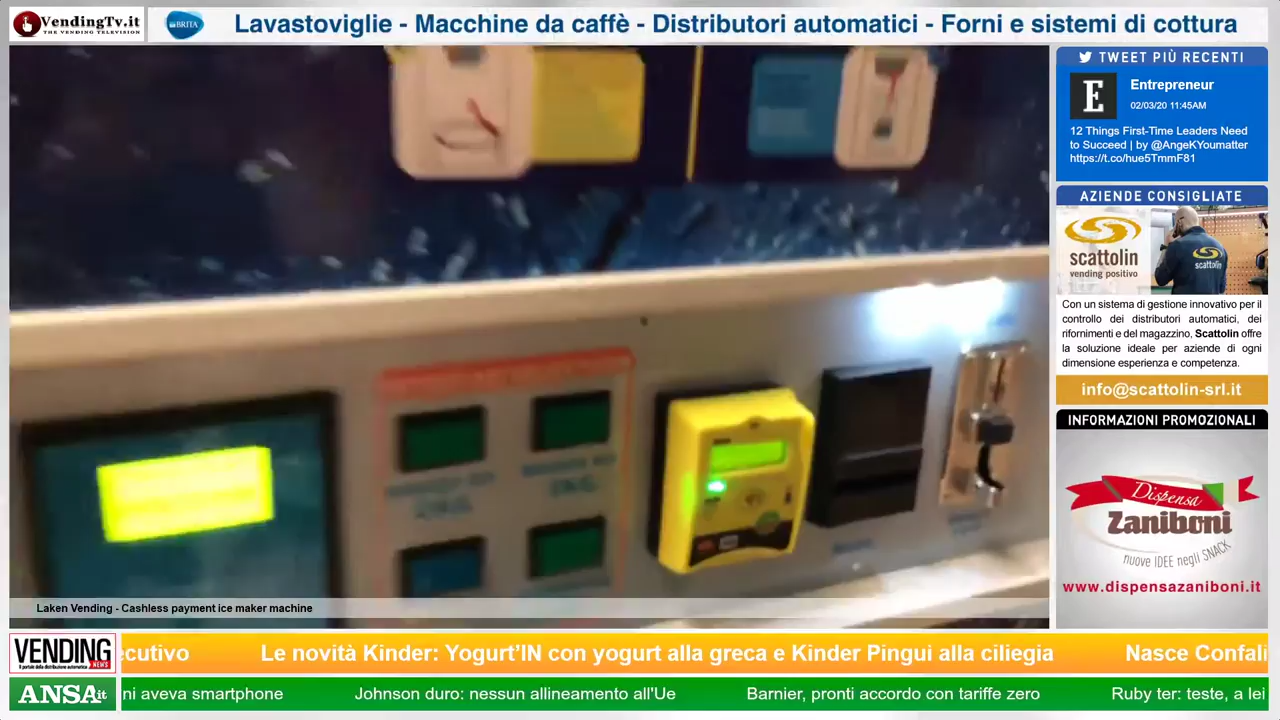 VendingTv.it
THE VENDING TELEVISION
BRITA
Lavastoviglie - Macchine da caffè - Distributori automatici - Forni e sistemi di cottura
TWEET PIÙ RECENTI
E
Entrepreneur
02/03/20 11:45AM
12 Things First-Time Leaders Need
to Succeed | by @AngeKYoumatter
https://t.co/hue5TmmF81
AZIENDE CONSIGLIATE
scattolin
vending positivo
scattolin
Con un sistema di gestione innovativo per il
controllo dei distributori automatici, dei
rifornimenti e del magazzino, Scattolin offre
la soluzione ideale per aziende di ogni
dimensione esperienza e competenza.
info@scattolin-srl.it
INFORMAZIONI PROMOZIONALI
Dispensa
Zaniboni
nuove IDEE negli SNACK
www.dispensazaniboni.it
Laken Vending - Cashless payment ice maker machine
VENDING
NEWS
Il portale della distribuzione automatica
ecutivo Le novità Kinder: Yogurt'IN con yogurt alla greca e Kinder Pingui alla ciliegia Nasce Confali
ANSA.it
ni aveva smartphone Johnson duro: nessun allineamento all'Ue Barnier, pronti accordo con tariffe zero Ruby ter: teste, a lei